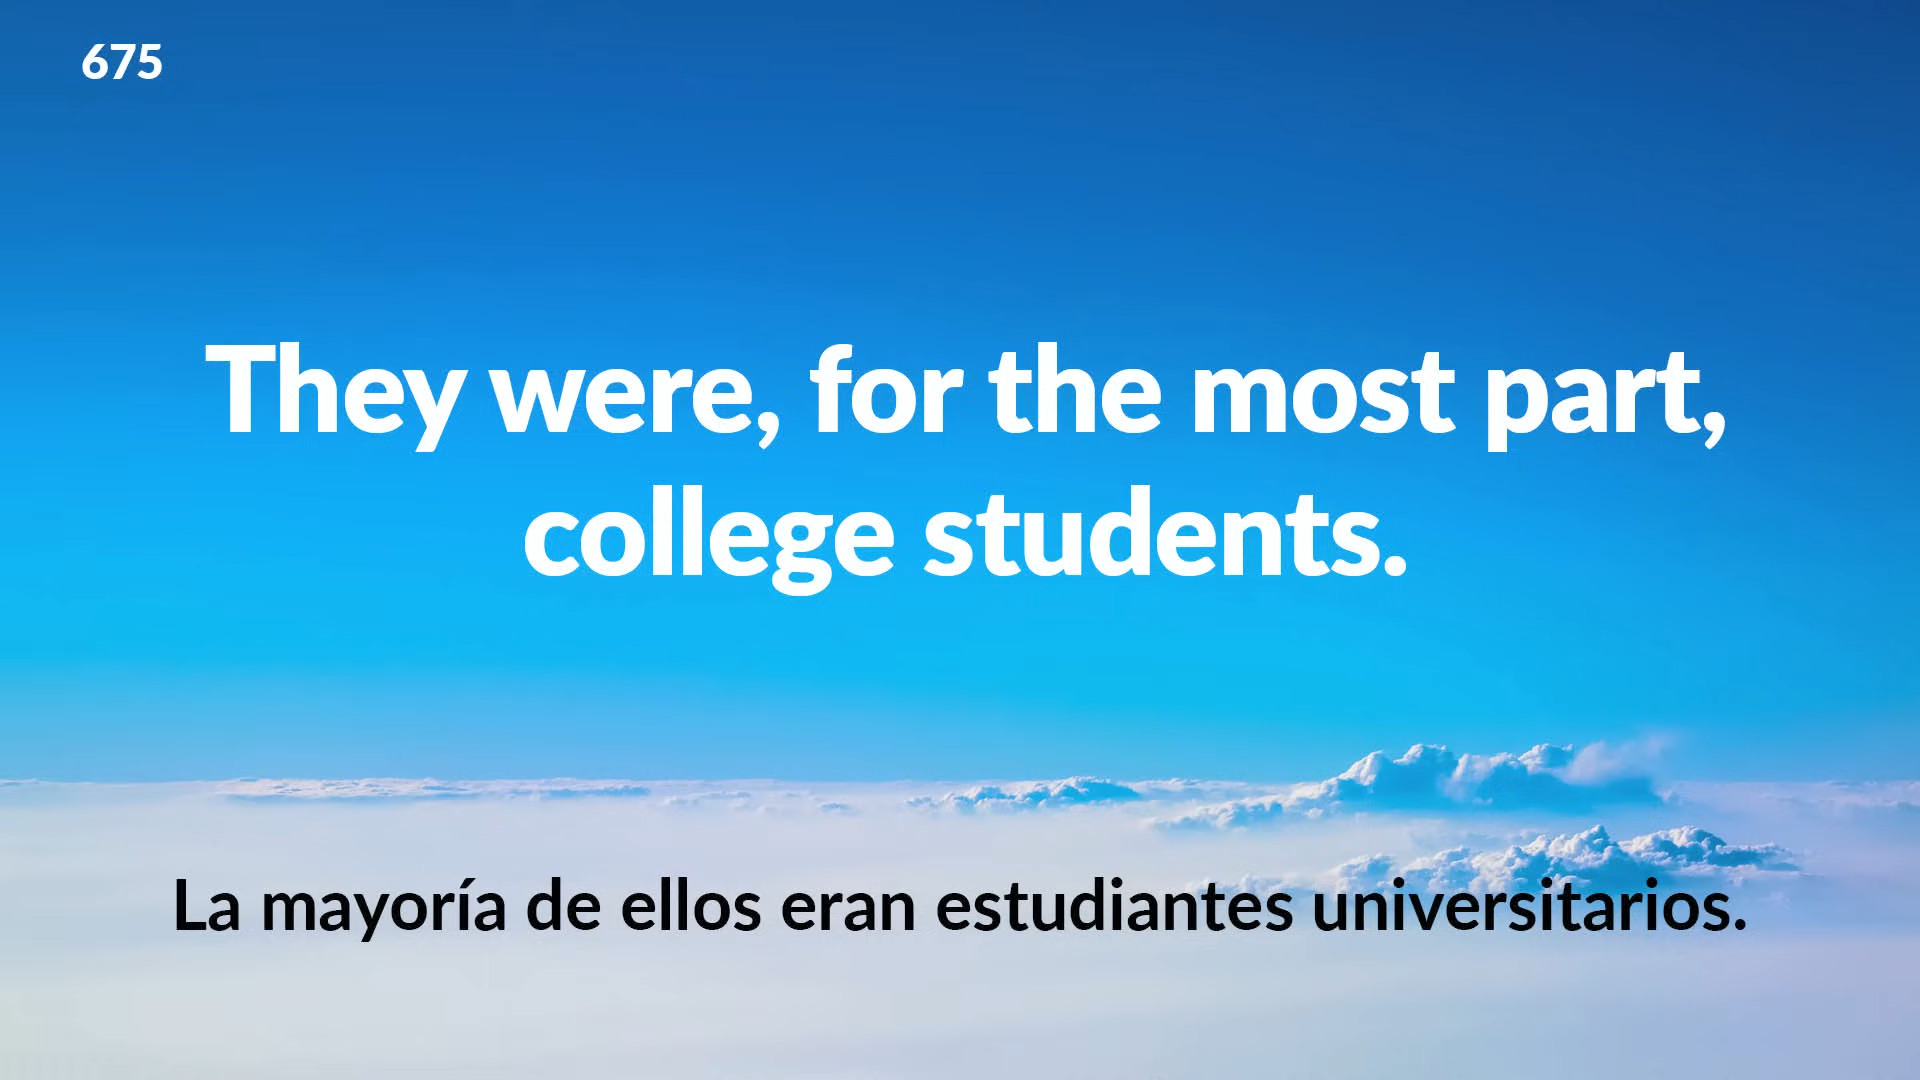 675
They were, for the most part,
college students.
La mayoría de ellos eran estudiantes universitarios.